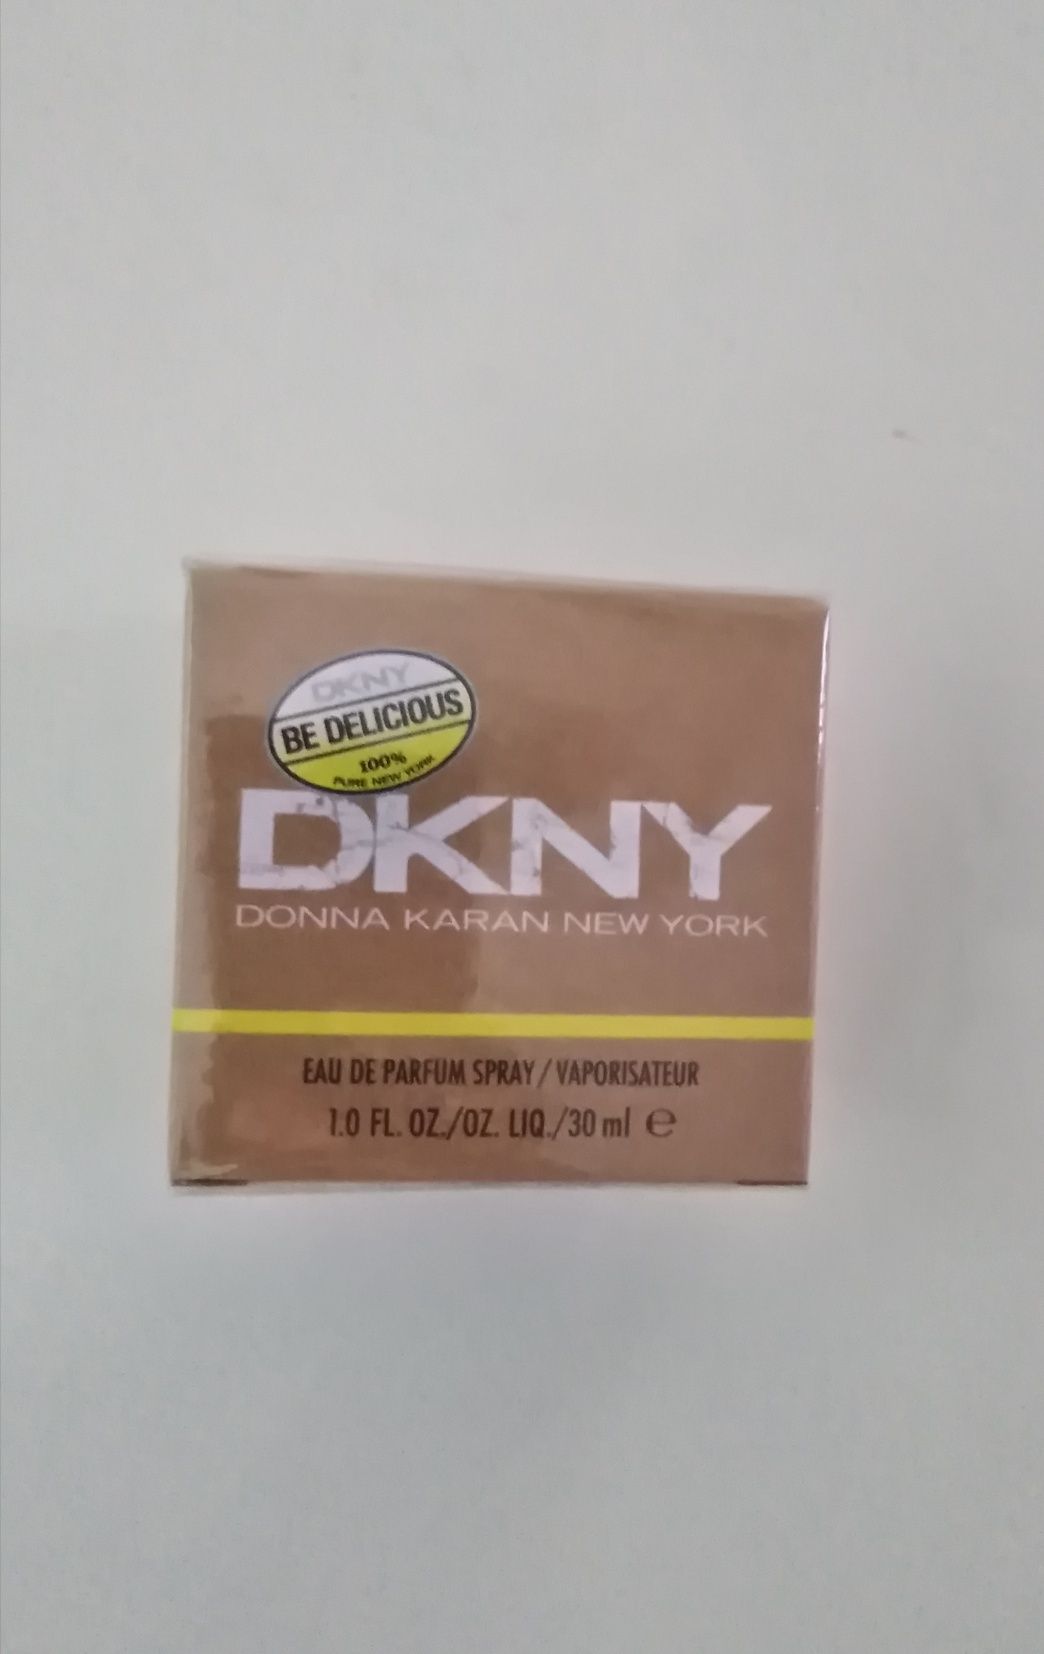 DKNY
BE DELICIOUS
100%
PURE NEW YORK
DKNY
DONNA KARAN NEW YORK
EAU DE PARFUM SPRAY / VAPORISATEUR
1.0 FL. OZ./OZ. LIQ./30 ml ℮